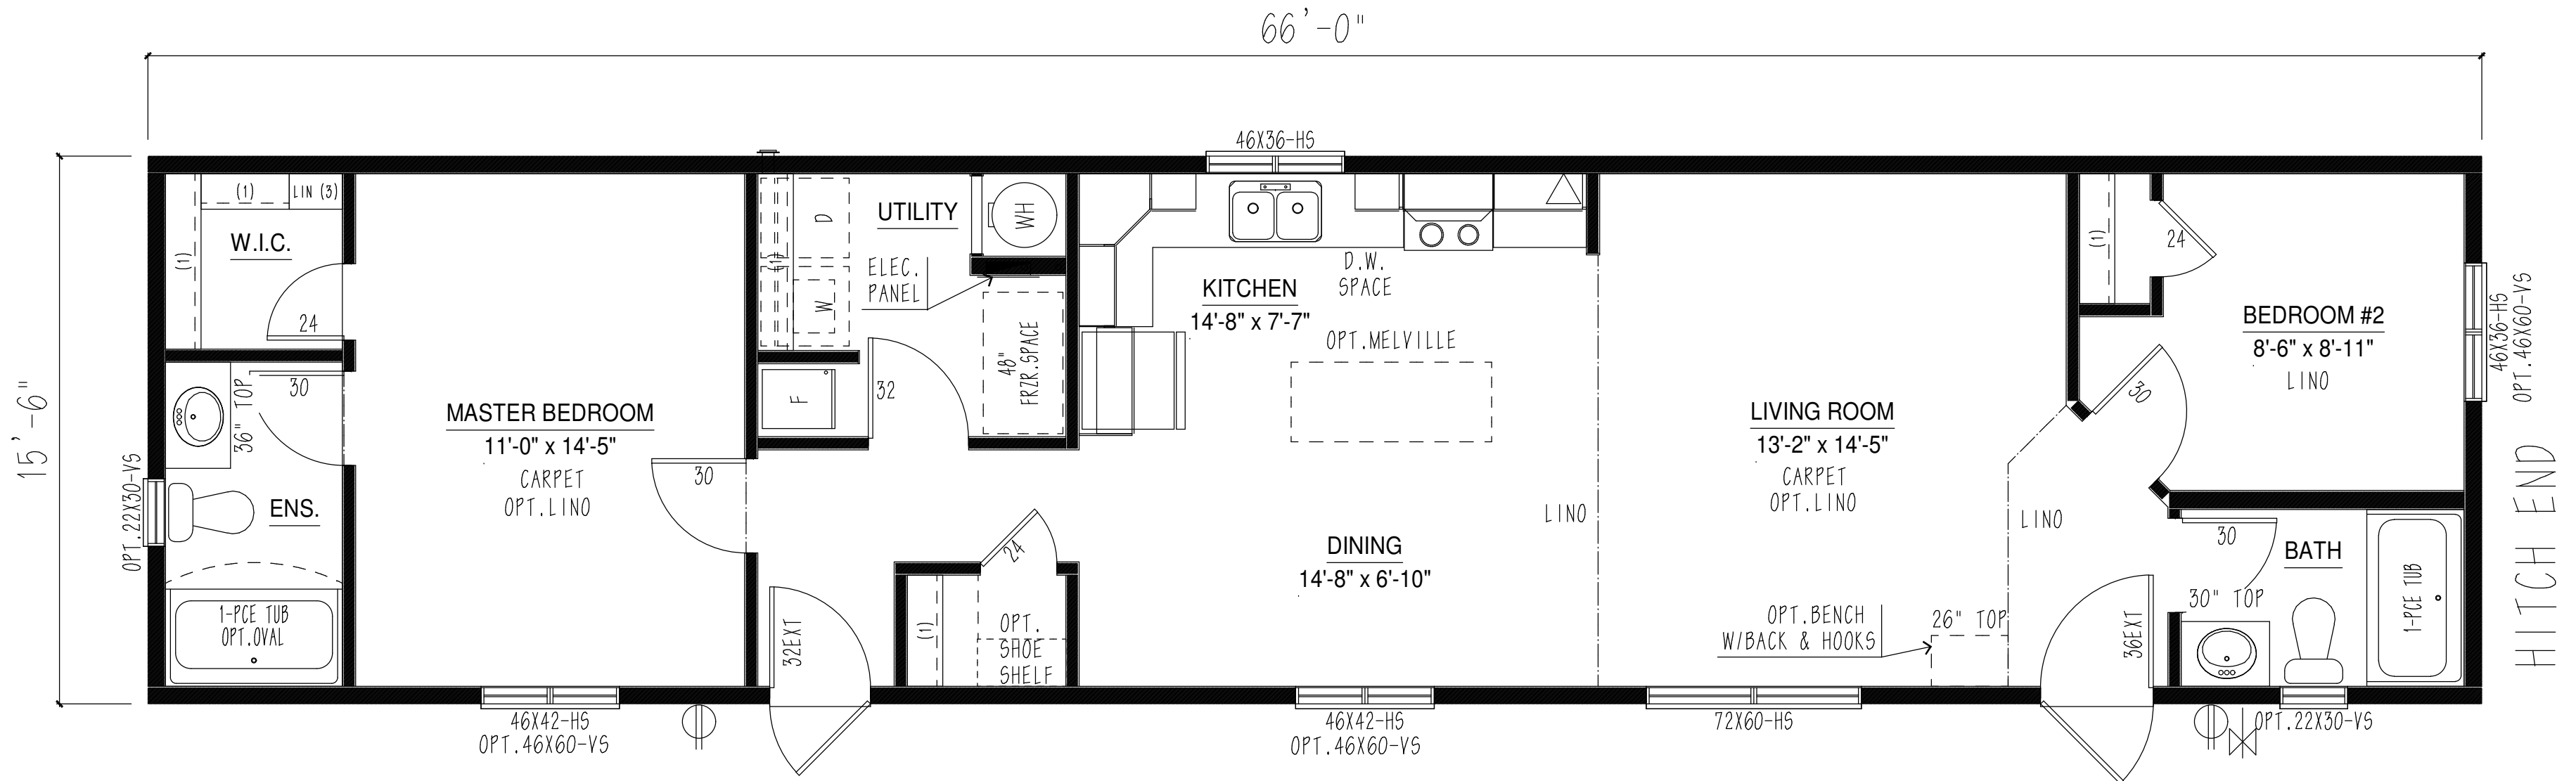 66'-0"
15'-6"
46X36-HS
(1)
LIN (3)
W.I.C.
(1)
24
30
36" TOP
ENS.
OPT.22X30-VS
1-PCE TUB
OPT.OVAL
MASTER BEDROOM
11'-0" x 14'-5"
CARPET
OPT.LINO
30
46X42-HS
OPT.46X60-VS
D
(1)
W
UTILITY
WH
ELEC.
PANEL
F
32
48"
FRZR.SPACE
24
32EXT
(1)
OPT.
SHOE
SHELF
KITCHEN
14'-8" x 7'-7"
D.W.
SPACE
OPT.MELVILLE
LINO
DINING
14'-8" x 6'-10"
46X42-HS
OPT.46X60-VS
LIVING ROOM
13'-2" x 14'-5"
CARPET
OPT.LINO
LINO
OPT.BENCH
W/BACK & HOOKS
26" TOP
72X60-HS
36EXT
(1)
24
BEDROOM #2
8'-6" x 8'-11"
LINO
30
46X36-HS
OPT.46X60-VS
30
BATH
30" TOP
1-PCE TUB
OPT.22X30-VS
HITCH END